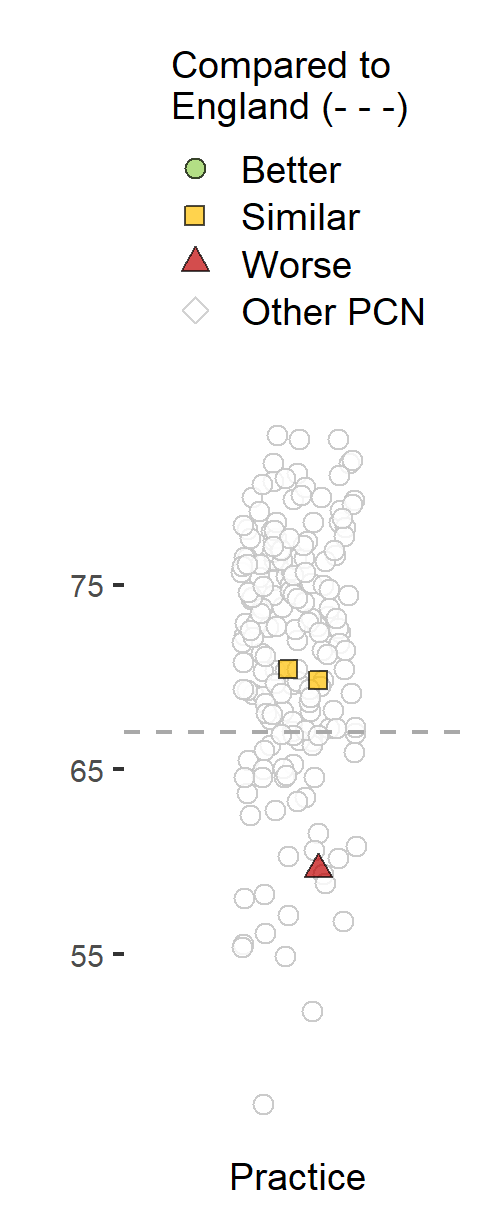 Compared to
England (- - -)
Better
Similar
Worse
Other PCN
75
65
55
Practice